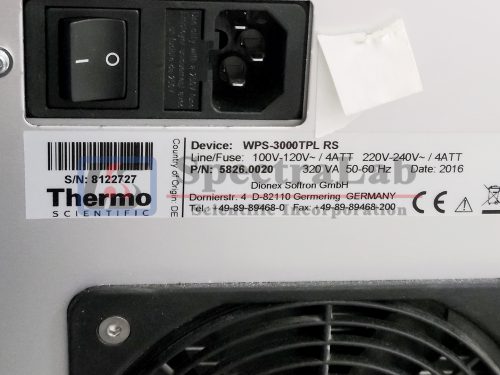 I O
Device: WPS-3000TPL RS
Line/Fuse: 100V-120V~ / 4ATT 220V-240V~ / 4ATT
P/N: 5826.0020 320 VA 50-60 Hz Date: 2016
Dionex Softron GmbH
Dornierstr. 4 D-82110 Germering GERMANY
Tel. +49-89-89468-0 Fax: +49-89-89468-200
Country of Origin: DE
S/N: 8122727
Thermo
SCIENTIFIC
CE
SpectraLab
Scientific Incorporation